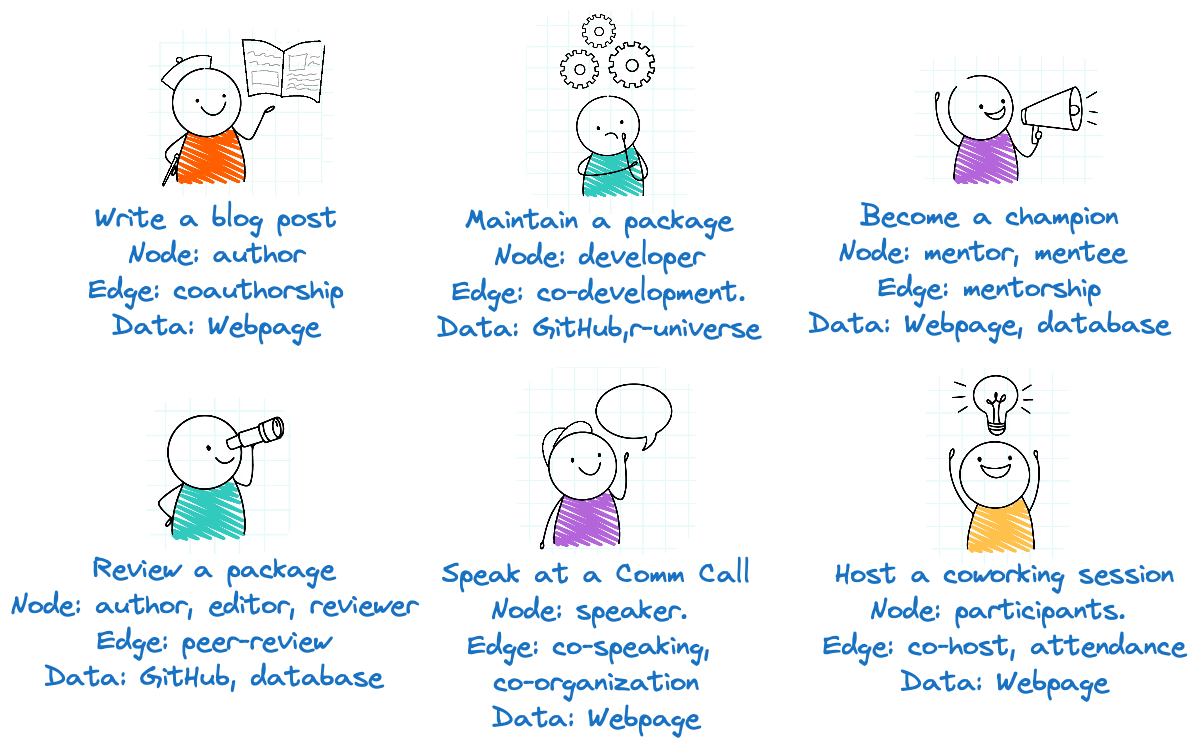 Write a blog post
Node: author
Edge: coauthorship
Data: Webpage
Maintain a package
Node: developer
Edge: co-development.
Data: GitHub,r-universe
Become a champion
Node: mentor, mentee
Edge: mentorship
Data: Webpage, database
Review a package
Node: author, editor, reviewer
Edge: peer-review
Data: GitHub, database
Speak at a Comm Call
Node: speaker.
Edge: co-speaking,
co-organization
Data: Webpage
Host a coworking session
Node: participants.
Edge: co-host, attendance
Data: Webpage